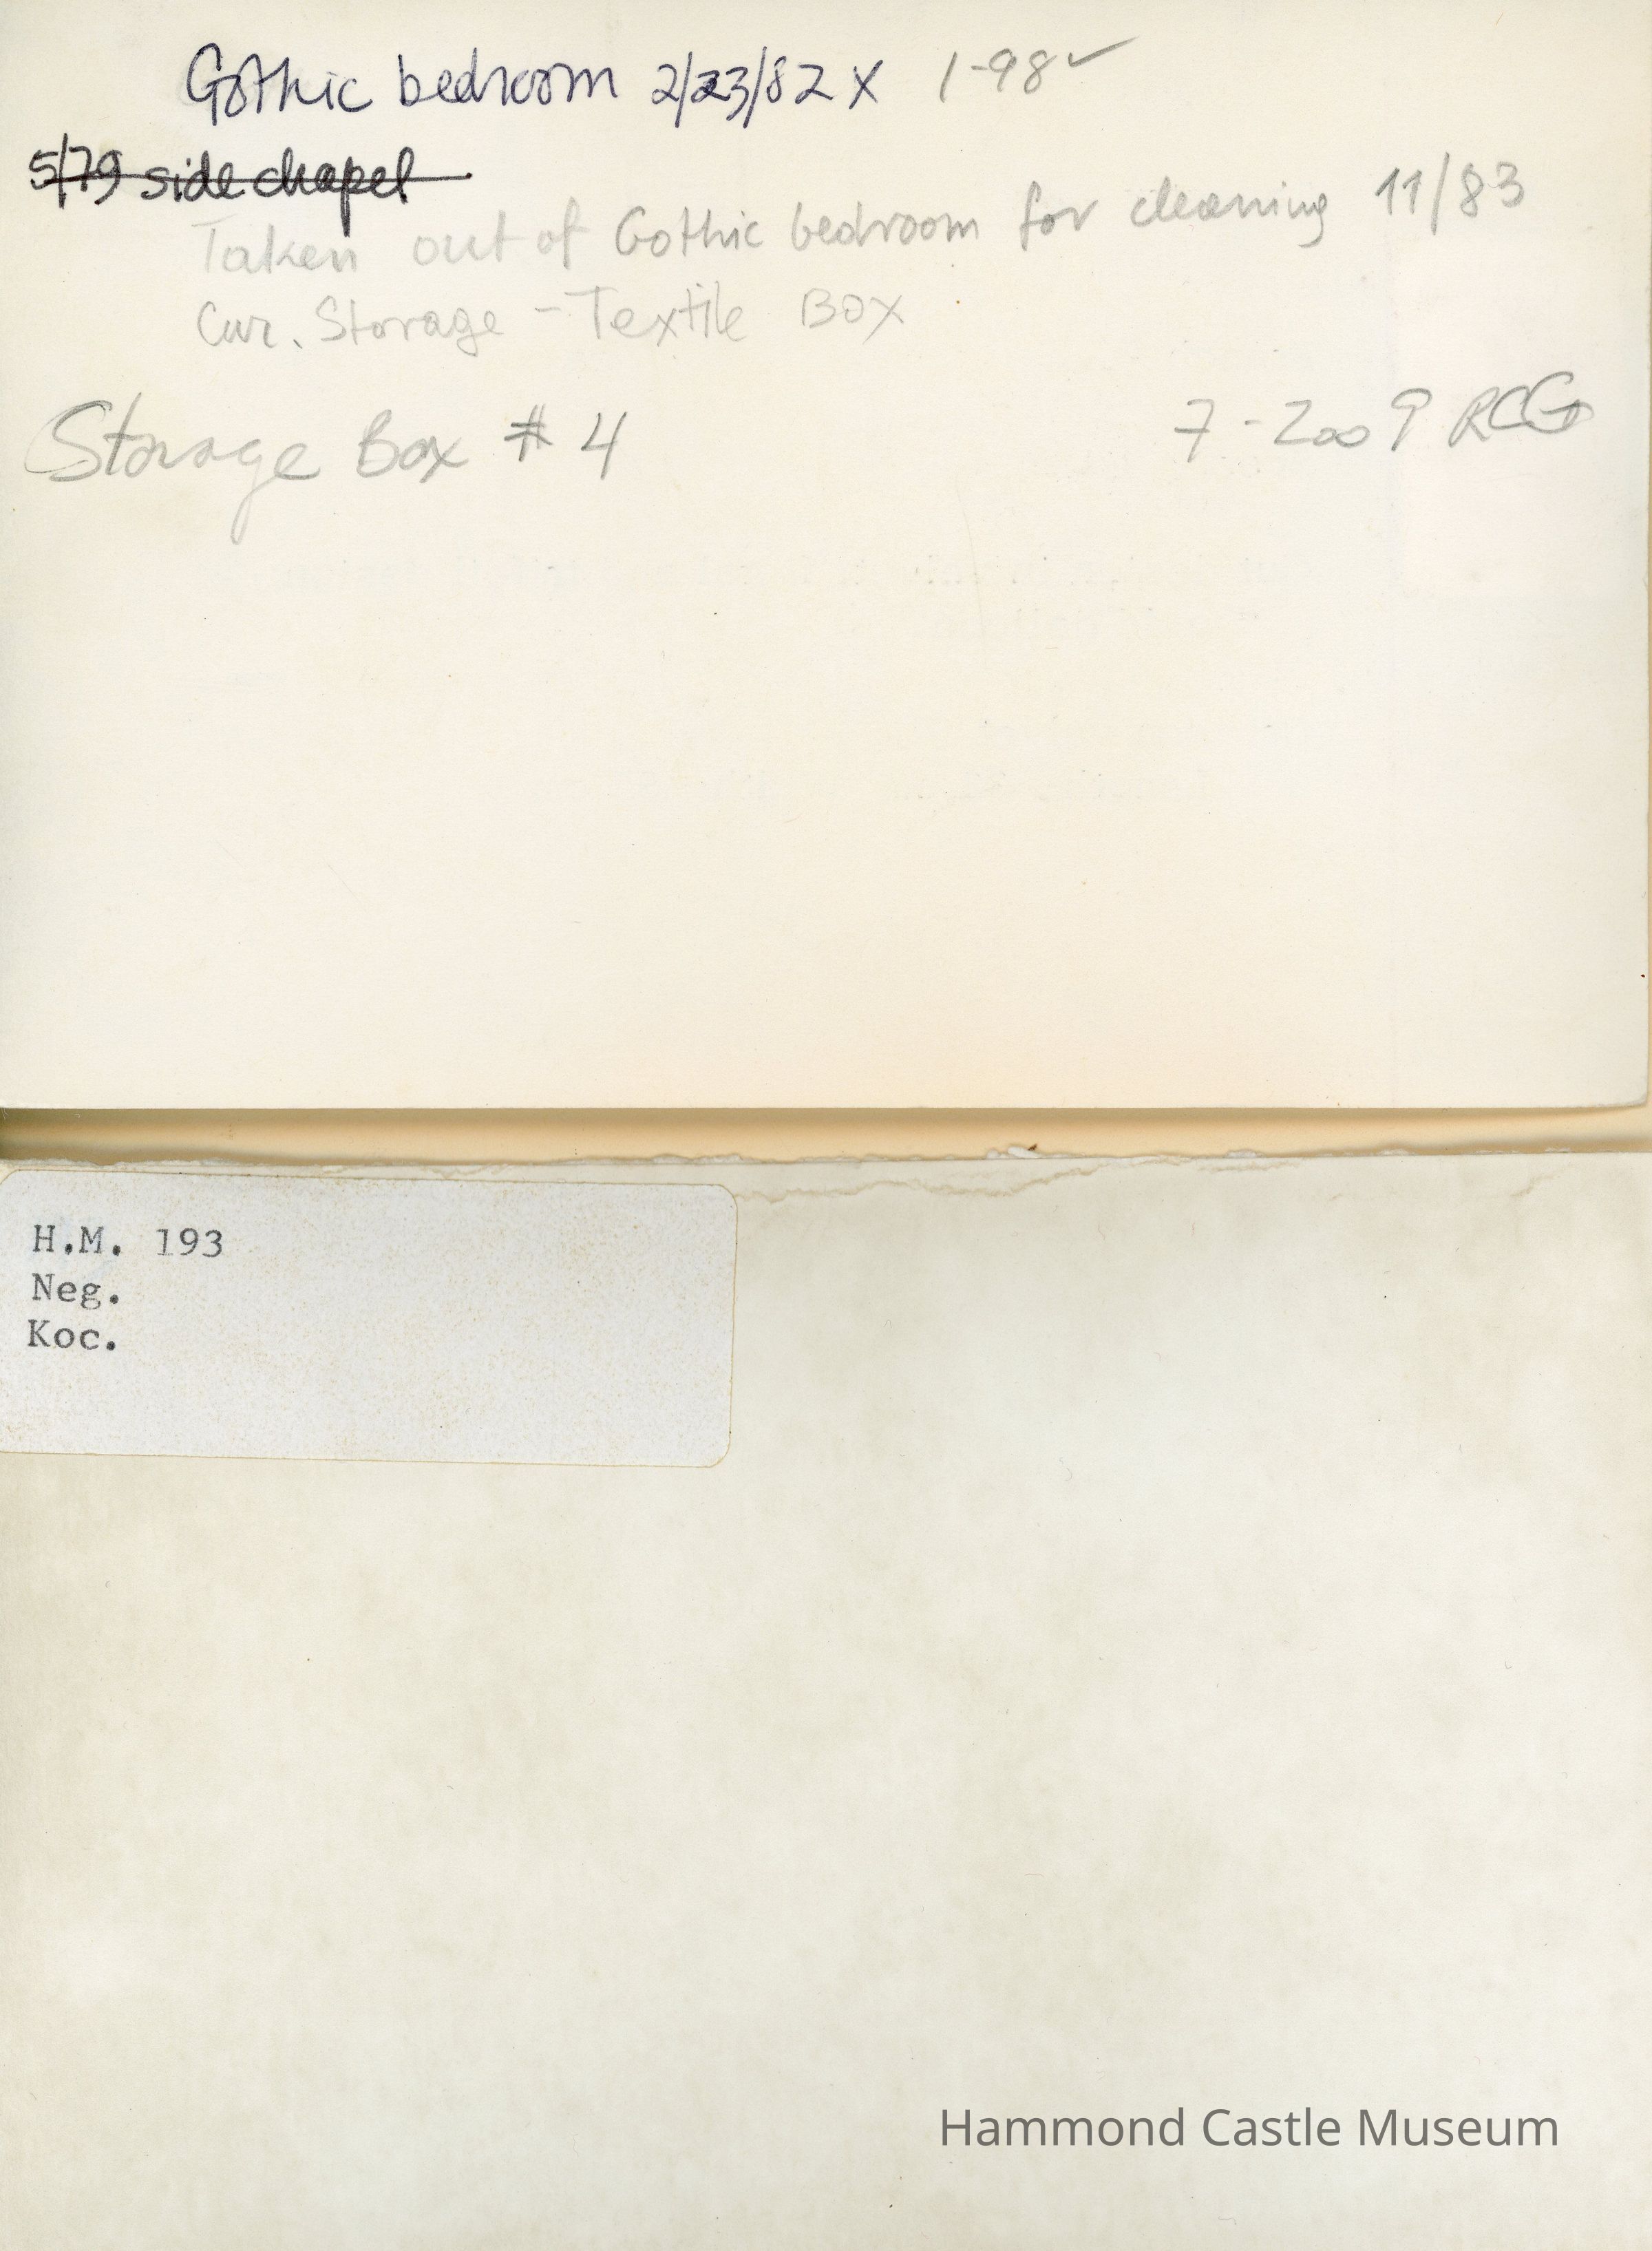 Gothic bedroom 2/23/82 X 1-98 ✓
5/79 side chapel
Taken out of Gothic bedroom for cleaning 11/83
Cur. Storage - Textile Box
Storage Box # 4 7-2009 RCG
H.M. 193
Neg.
Koc.
Hammond Castle Museum